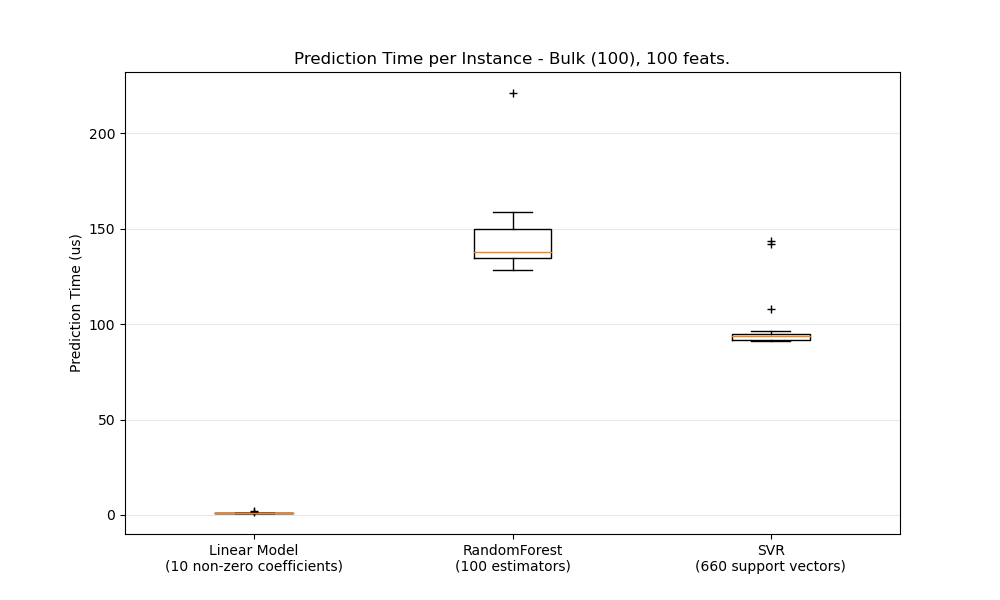 Prediction Time per Instance - Bulk (100), 100 feats.
Prediction Time (us)
200
150
100
50
0
Linear Model
(10 non-zero coefficients)
RandomForest
(100 estimators)
SVR
(660 support vectors)